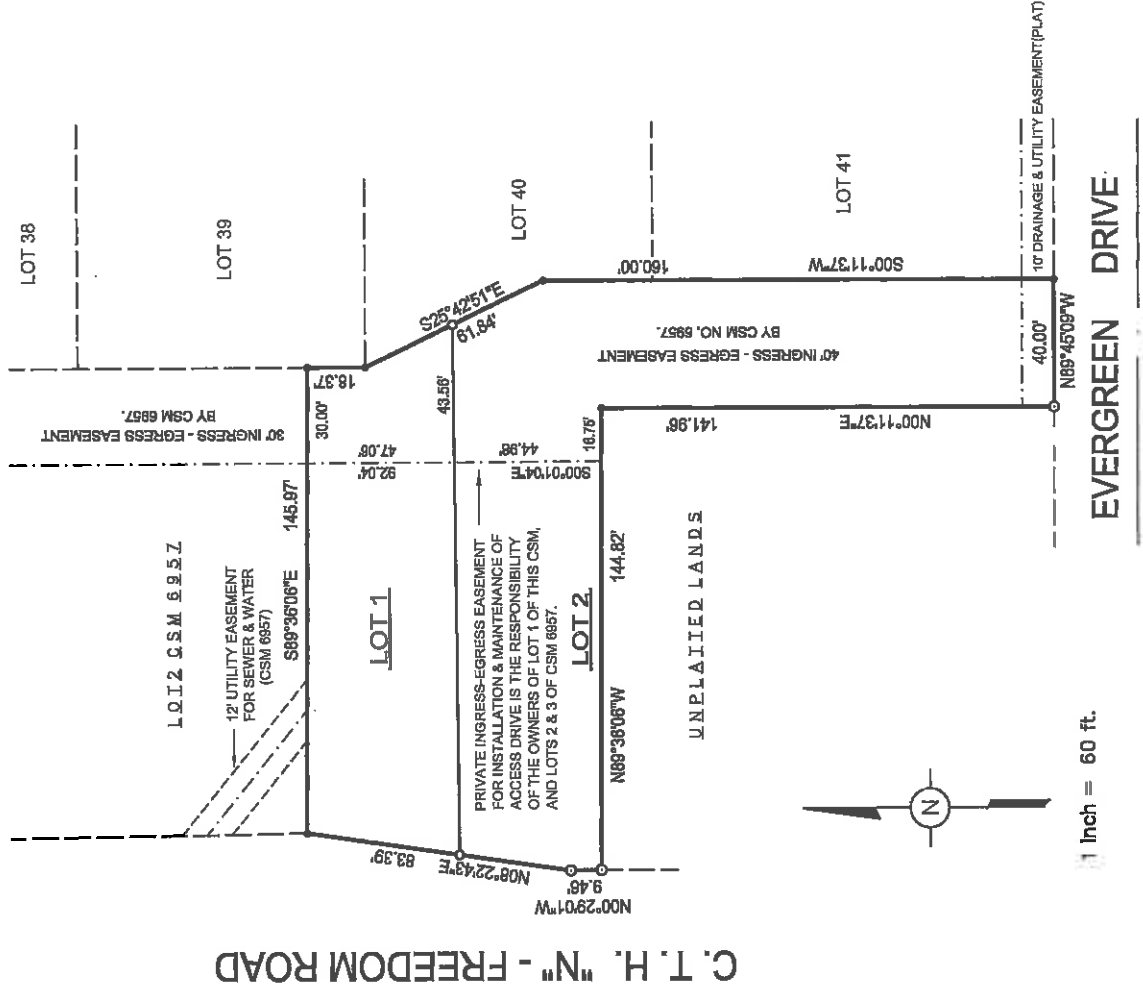 LOT 38
LOT 39
LOT 40
LOT 41
LOT 2 CSM 6957
12' UTILITY EASEMENT
FOR SEWER & WATER
(CSM 6957)
30' INGRESS - EGRESS EASEMENT
BY CSM 6957.
S89°36'06"E
145.97'
30.00'
18.37'
S25°42'51"E
61.84'
LOT 1
92.04'
47.06'
43.56'
83.39'
N08°22'43"E
PRIVATE INGRESS-EGRESS EASEMENT
FOR INSTALLATION & MAINTENANCE OF
ACCESS DRIVE IS THE RESPONSIBILITY
OF THE OWNERS OF LOT 1 OF THIS CSM,
AND LOTS 2 & 3 OF CSM 6957.
S00°01'04"E
44.98'
LOT 2
N89°36'06"W
144.82'
16.75'
N00°29'01"W
9.46'
40' INGRESS - EGRESS EASEMENT
BY CSM NO. 6957.
160.00'
S00°11'37"W
141.96'
N00°11'37"E
UNPLATTED LANDS
10' DRAINAGE & UTILITY EASEMENT(PLAT)
40.00'
N89°45'09"W
EVERGREEN DRIVE
C.T.H. "N" - FREEDOM ROAD
N
1 Inch = 60 ft.